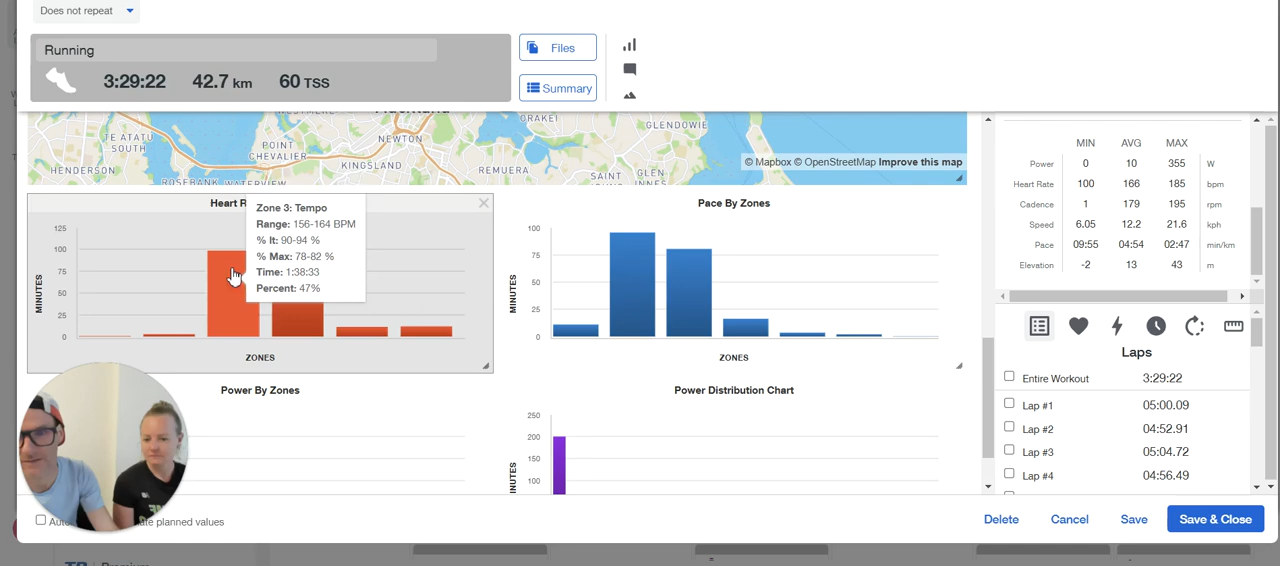 Does not repeat
Running
3:29:22 42.7 km 60 TSS
Files
Summary
TE ATATU
SOUTH
POINT
CHEVALIER
NEWTON
KINGSLAND
ORAKEI
GLENDOWIE
REMUERA
SAINT
HENDERSON
ROSEBANK
© Mapbox © OpenStreetMap Improve this map
Heart R
Zone 3: Tempo
Range: 156-164 BPM
% lt: 90-94 %
% Max: 78-82 %
Time: 1:38:33
Percent: 47%
125
100
75
50
25
0
MINUTES
ZONES
Pace By Zones
100
75
50
25
0
MINUTES
ZONES
Power By Zones
Power Distribution Chart
250
200
150
100
MINUTES
MIN AVG MAX
Power 0 10 355 W
Heart Rate 100 166 185 bpm
Cadence 1 179 195 rpm
Speed 6.05 12.2 21.6 kph
Pace 09:55 04:54 02:47 min/km
Elevation -2 13 43 m
Laps
Entire Workout 3:29:22
Lap #1 05:00.09
Lap #2 04:52.91
Lap #3 05:04.72
Lap #4 04:56.49
te planned values
Delete
Cancel
Save
Save & Close
Premium